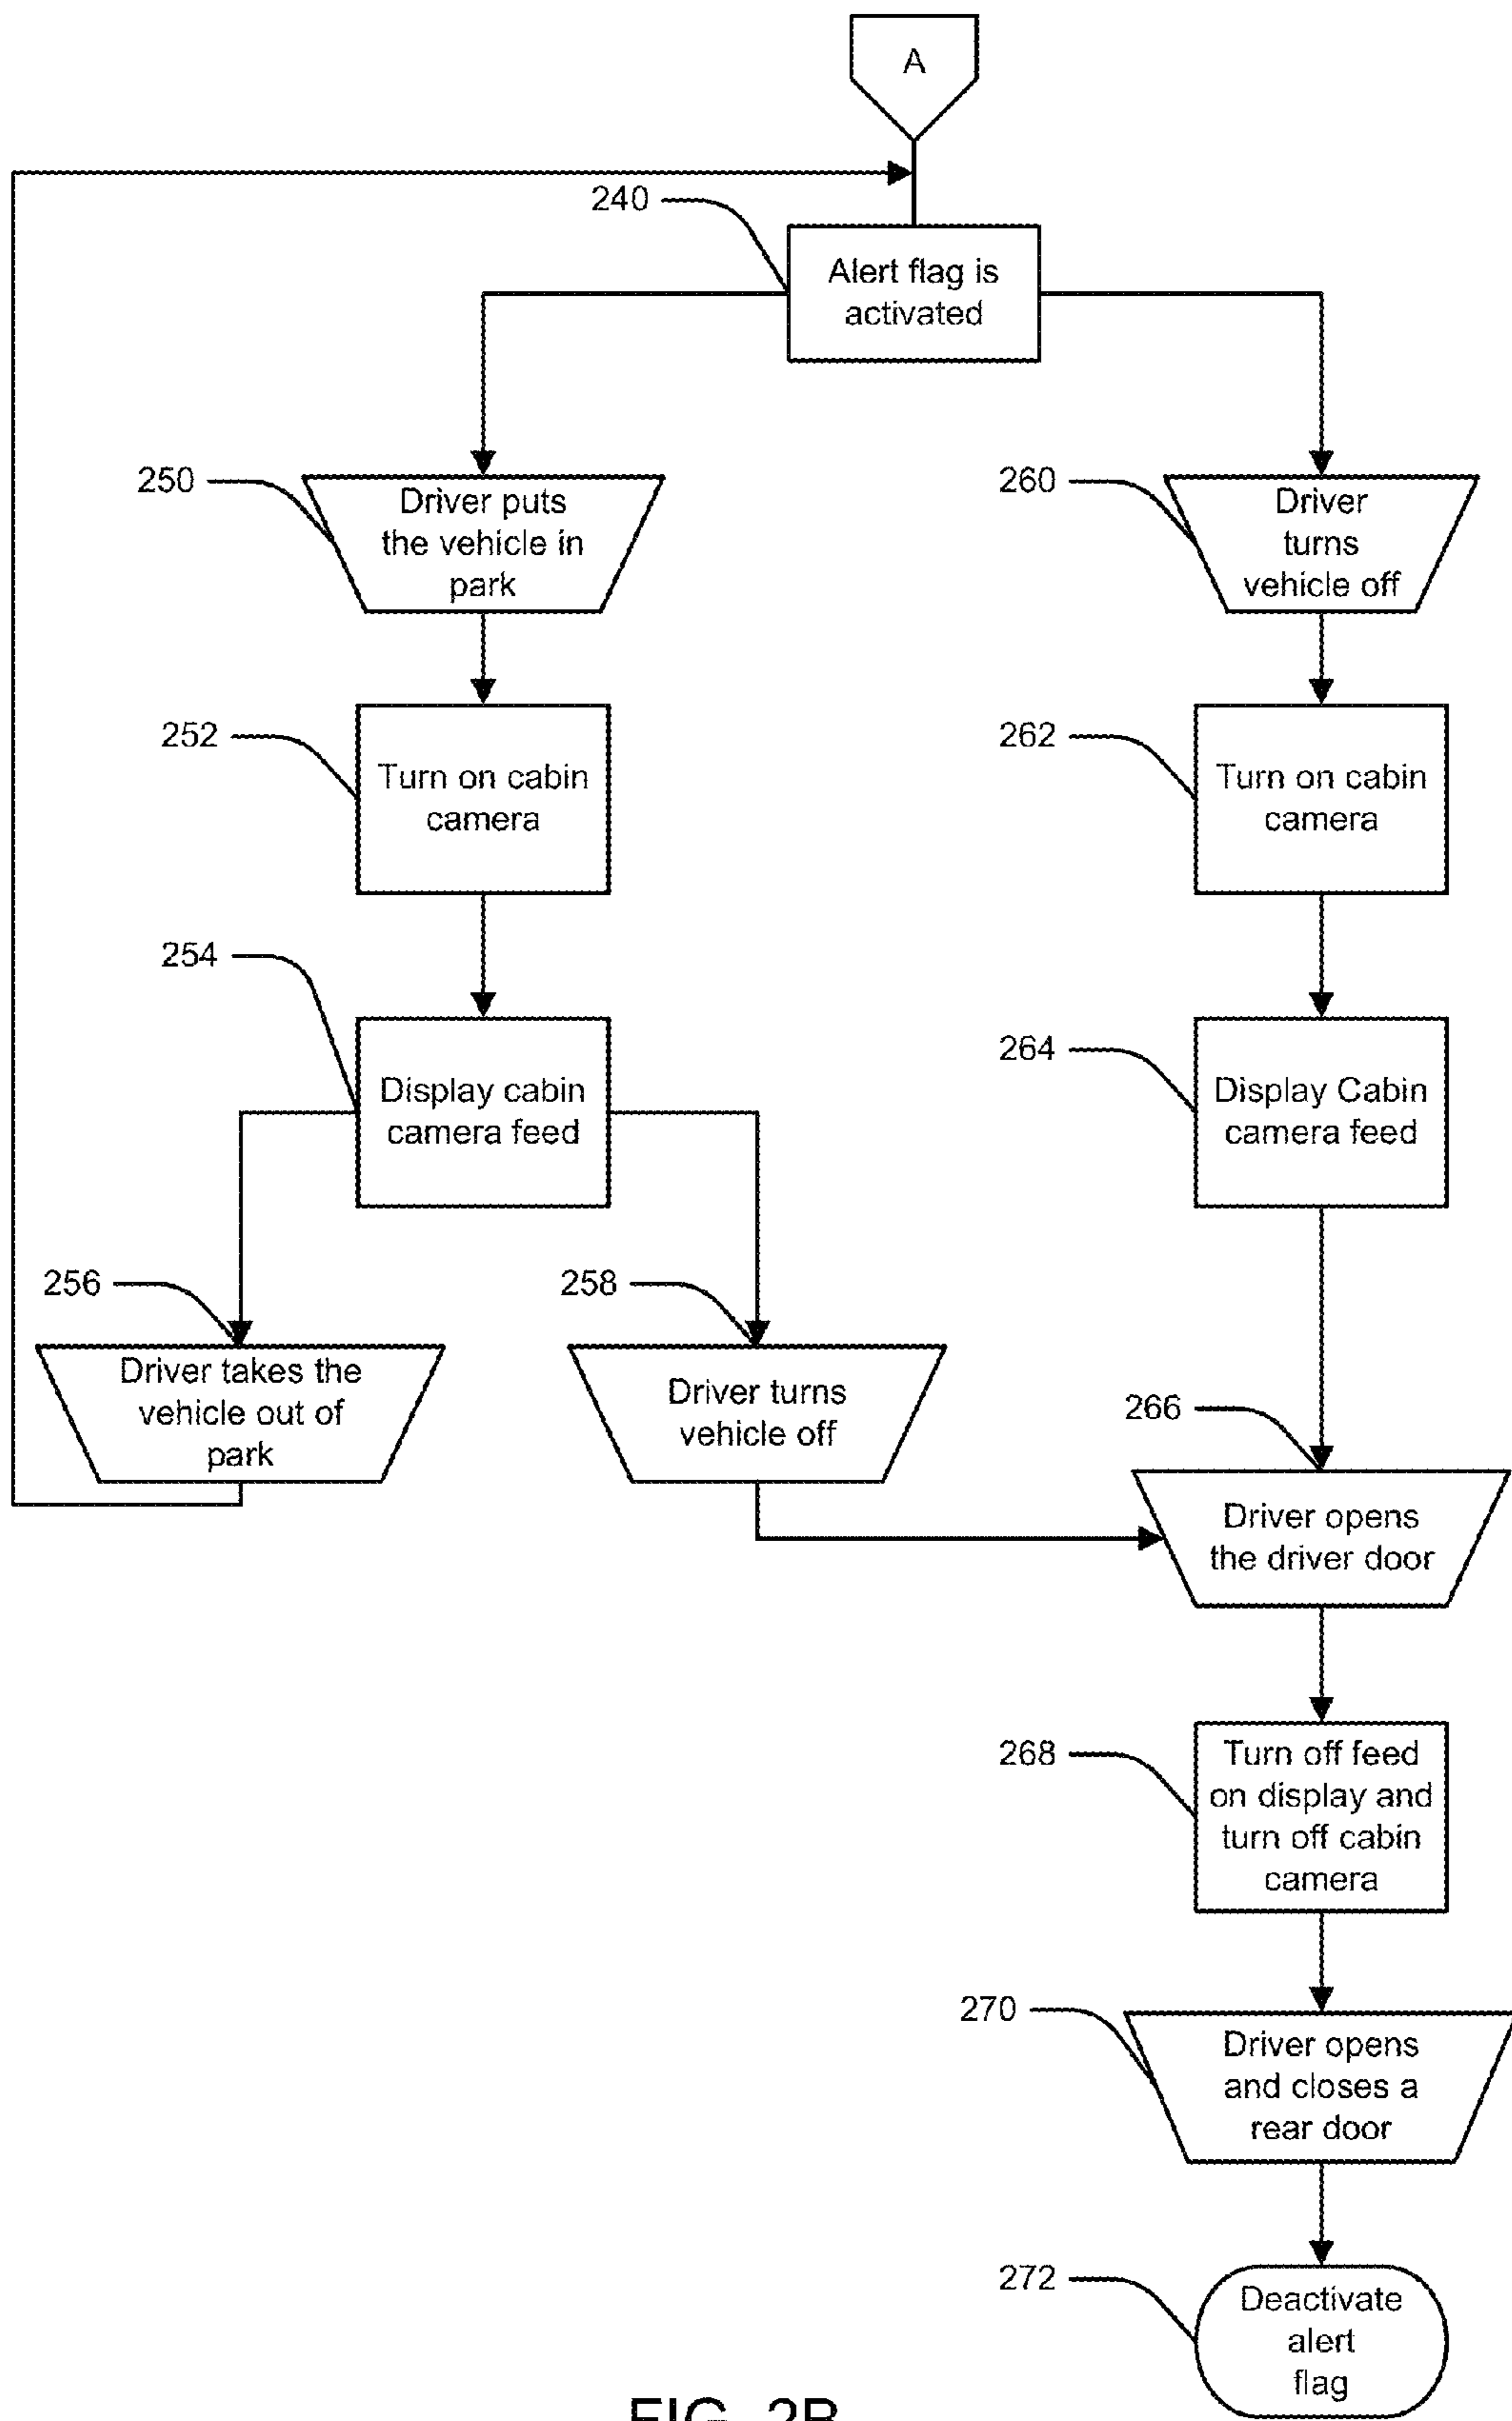 A
240
Alert flag is
activated
250
Driver puts
the vehicle in
park
260
Driver
turns
vehicle off
252
Turn on cabin
camera
262
Turn on cabin
camera
254
Display cabin
camera feed
264
Display Cabin
camera feed
256
Driver takes the
vehicle out of
park
258
Driver turns
vehicle off
266
Driver opens
the driver door
268
Turn off feed
on display and
turn off cabin
camera
270
Driver opens
and closes a
rear door
272
Deactivate
alert
flag
FIG. 2B